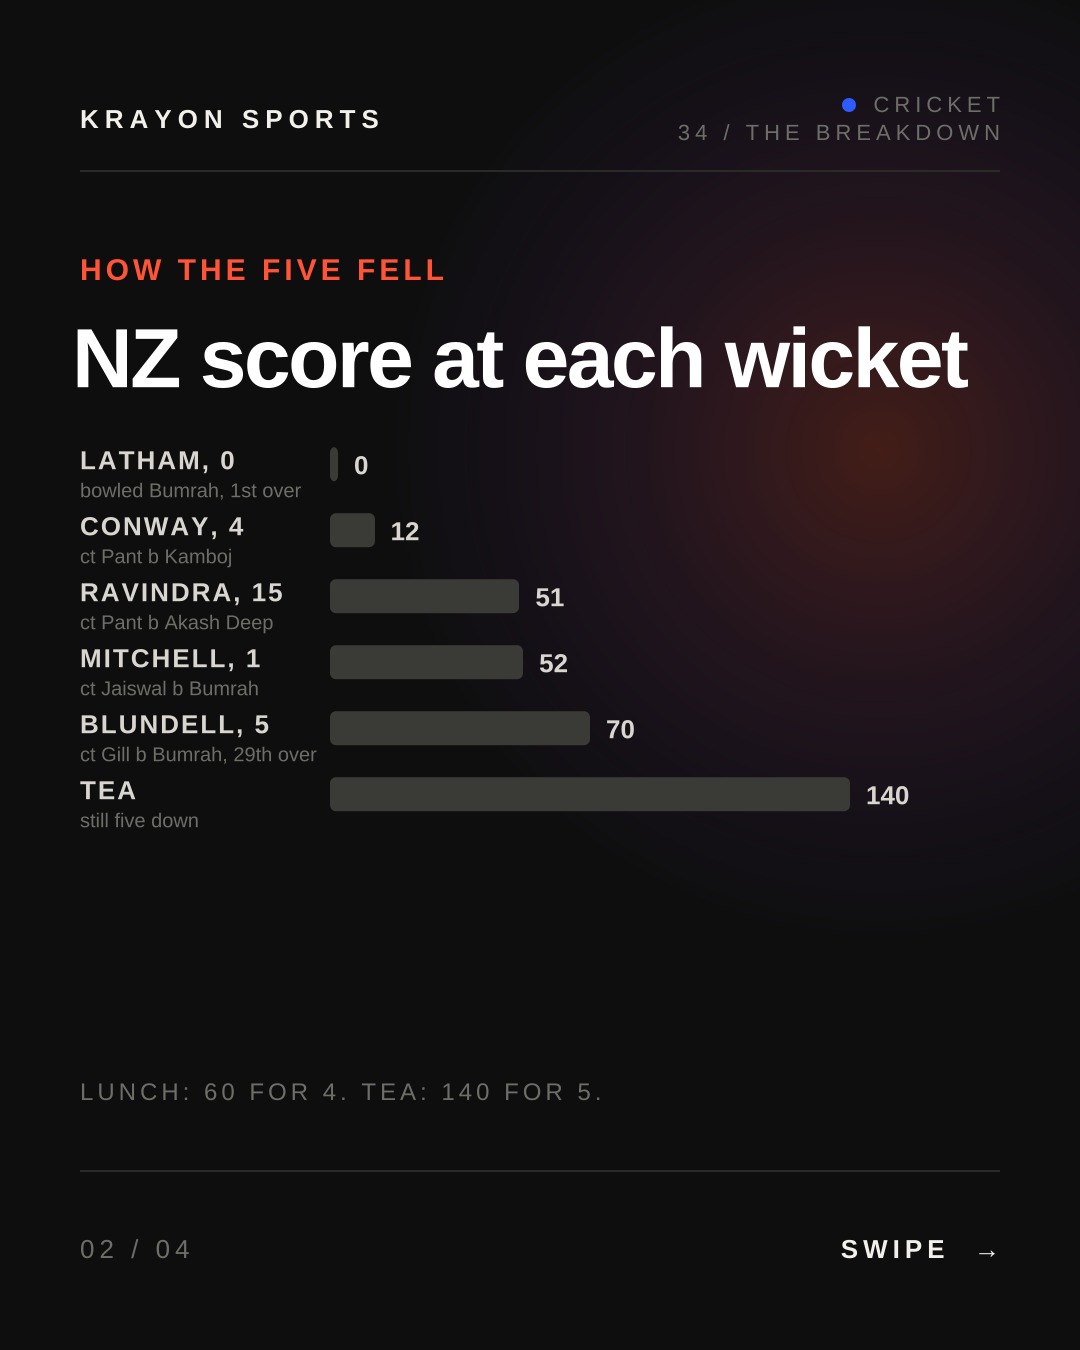 KRAYON SPORTS
CRICKET
34 / THE BREAKDOWN
HOW THE FIVE FELL
NZ score at each wicket
LATHAM, 0
bowled Bumrah, 1st over
0
CONWAY, 4
ct Pant b Kamboj
12
RAVINDRA, 15
ct Pant b Akash Deep
51
MITCHELL, 1
ct Jaiswal b Bumrah
52
BLUNDELL, 5
ct Gill b Bumrah, 29th over
70
TEA
still five down
140
LUNCH: 60 FOR 4. TEA: 140 FOR 5.
02 / 04
SWIPE →